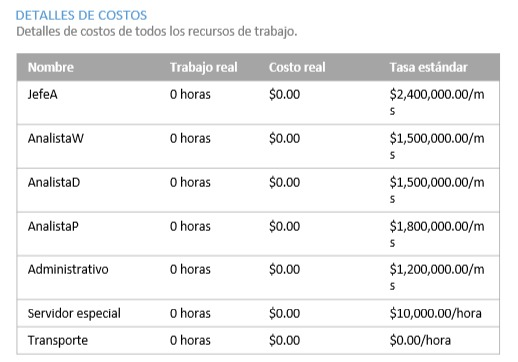 DETALLES DE COSTOS
Detalles de costos de todos los recursos de trabajo.
Nombre Trabajo real Costo real Tasa estándar
JefeA 0 horas $0.00 $2,400,000.00/m
s
AnalistaW 0 horas $0.00 $1,500,000.00/m
s
AnalistaD 0 horas $0.00 $1,500,000.00/m
s
AnalistaP 0 horas $0.00 $1,800,000.00/m
s
Administrativo 0 horas $0.00 $1,200,000.00/m
s
Servidor especial 0 horas $0.00 $10,000.00/hora
Transporte 0 horas $0.00 $0.00/hora